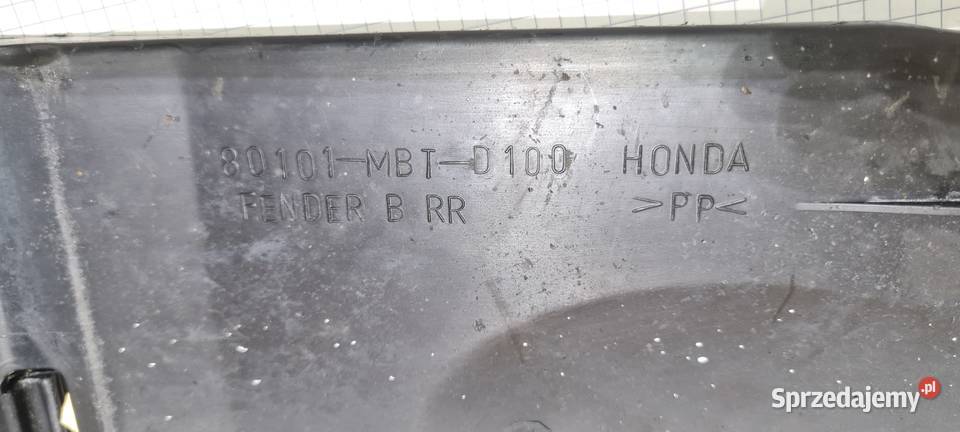 80101-MBT-D100 HONDA
FENDER B RR >PP<
Sprzedajemy.pl